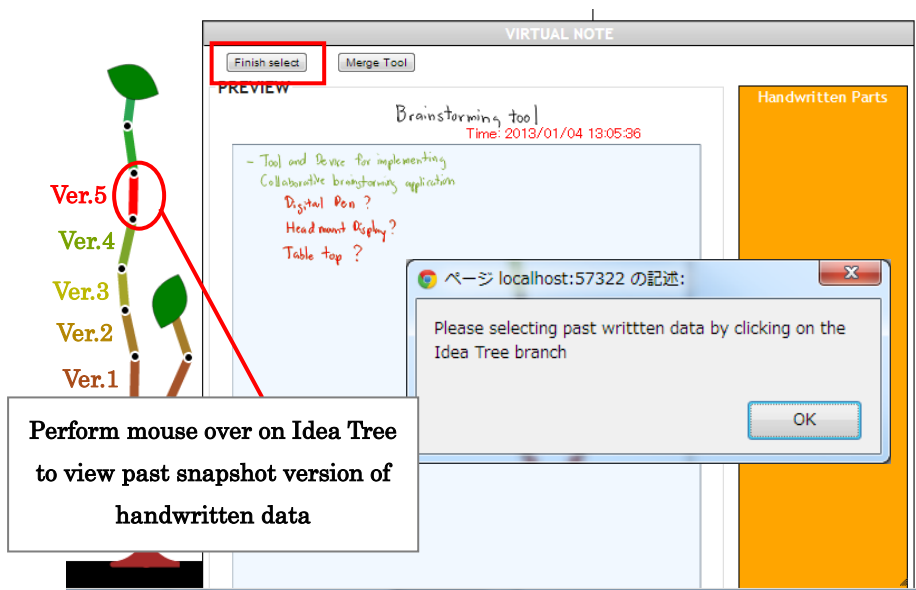 VIRTUAL NOTE
Finish select
Merge Tool
PREVIEW
Handwritten Parts
Brainstorming tool
Time: 2013/01/04 13:05:36
- Tool and Device for implementing
Collaborative brainstorming application
Digital Pen ?
Head mount Display ?
Table top ?
Ver.5
Ver.4
Ver.3
Ver.2
Ver.1
ページ localhost:57322 の記述:
Please selecting past writtten data by clicking on the
Idea Tree branch
OK
Perform mouse over on Idea Tree
to view past snapshot version of
handwritten data